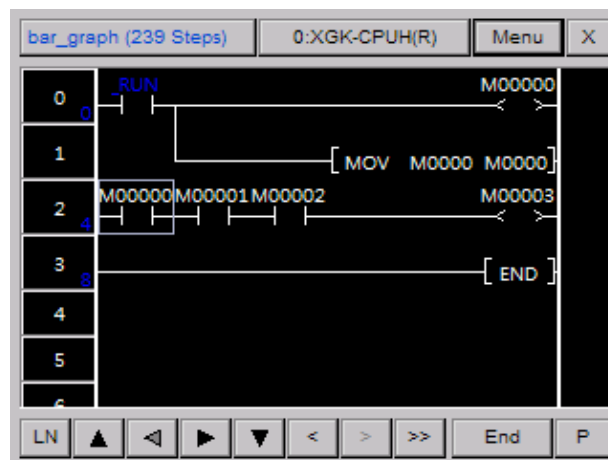 bar_graph (239 Steps) 0:XGK-CPUH(R) Menu X
0 0 _RUN M00000
1 MOV M0000 M0000
2 4 M00000 M00001 M00002 M00003
3 8 END
4
5
LN < > >> End P